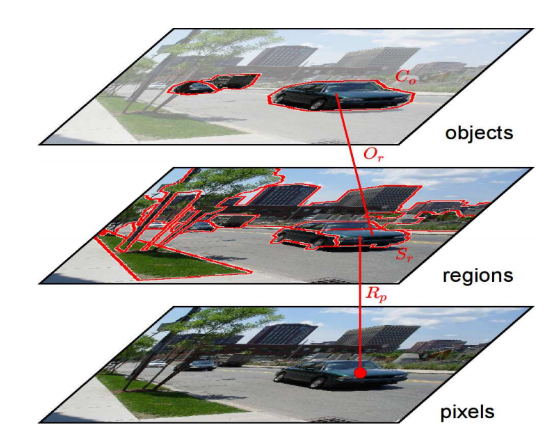 C_o
objects
O_r
S_r
regions
R_p
pixels